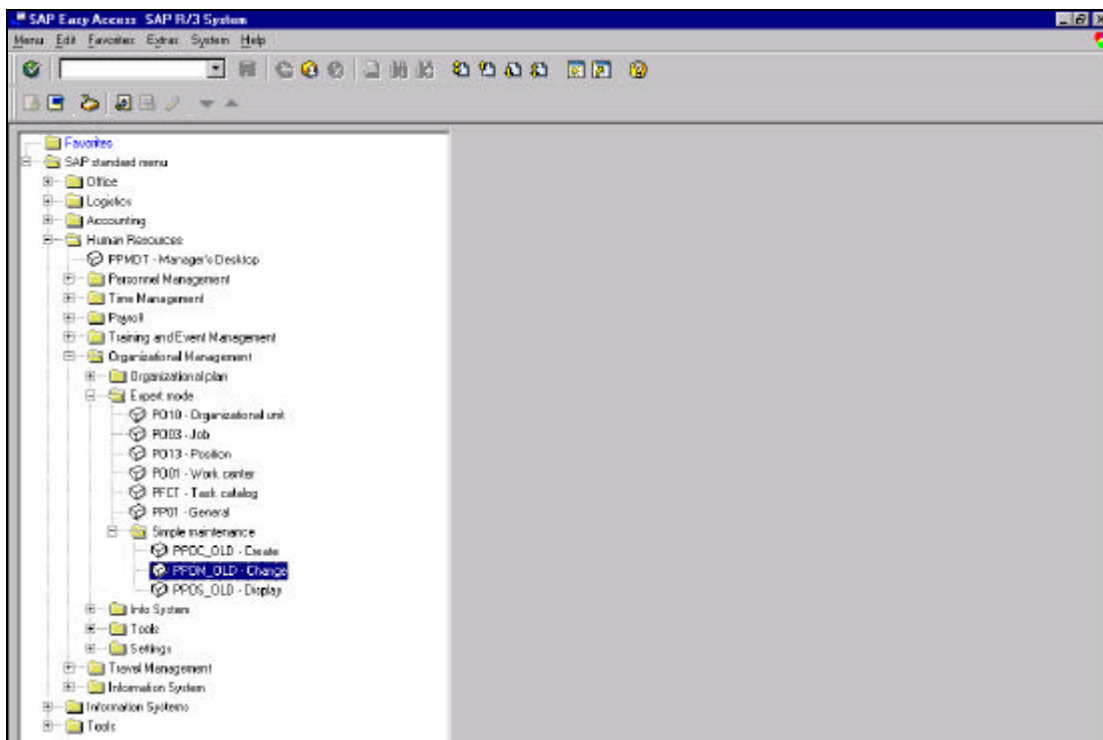 SAP Easy Access SAP R/3 System
Menu Edit Favorites Extras System Help
Favorites
SAP standard menu
Office
Logistics
Accounting
Human Resources
PPMDT - Manager's Desktop
Personnel Management
Time Management
Payroll
Training and Event Management
Organizational Management
Organizational plan
Expert mode
PO10 - Organizational unit
PO03 - Job
PO13 - Position
PO01 - Work center
PFCT - Task catalog
PP01 - General
Simple maintenance
PPOC_OLD - Create
PPOM_OLD - Change
PPOS_OLD - Display
Info System
Tools
Settings
Travel Management
Information System
Information Systems
Tools